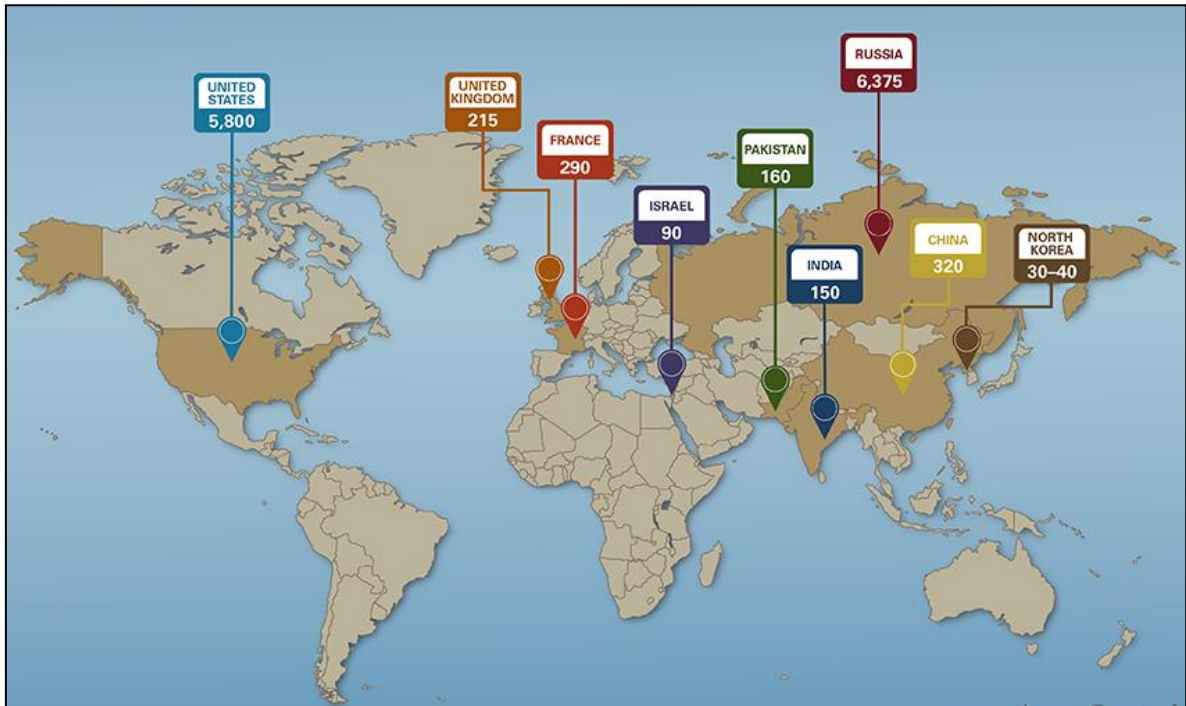 UNITED
STATES
5,800
UNITED
KINGDOM
215
FRANCE
290
ISRAEL
90
PAKISTAN
160
INDIA
150
RUSSIA
6,375
CHINA
320
NORTH
KOREA
30–40